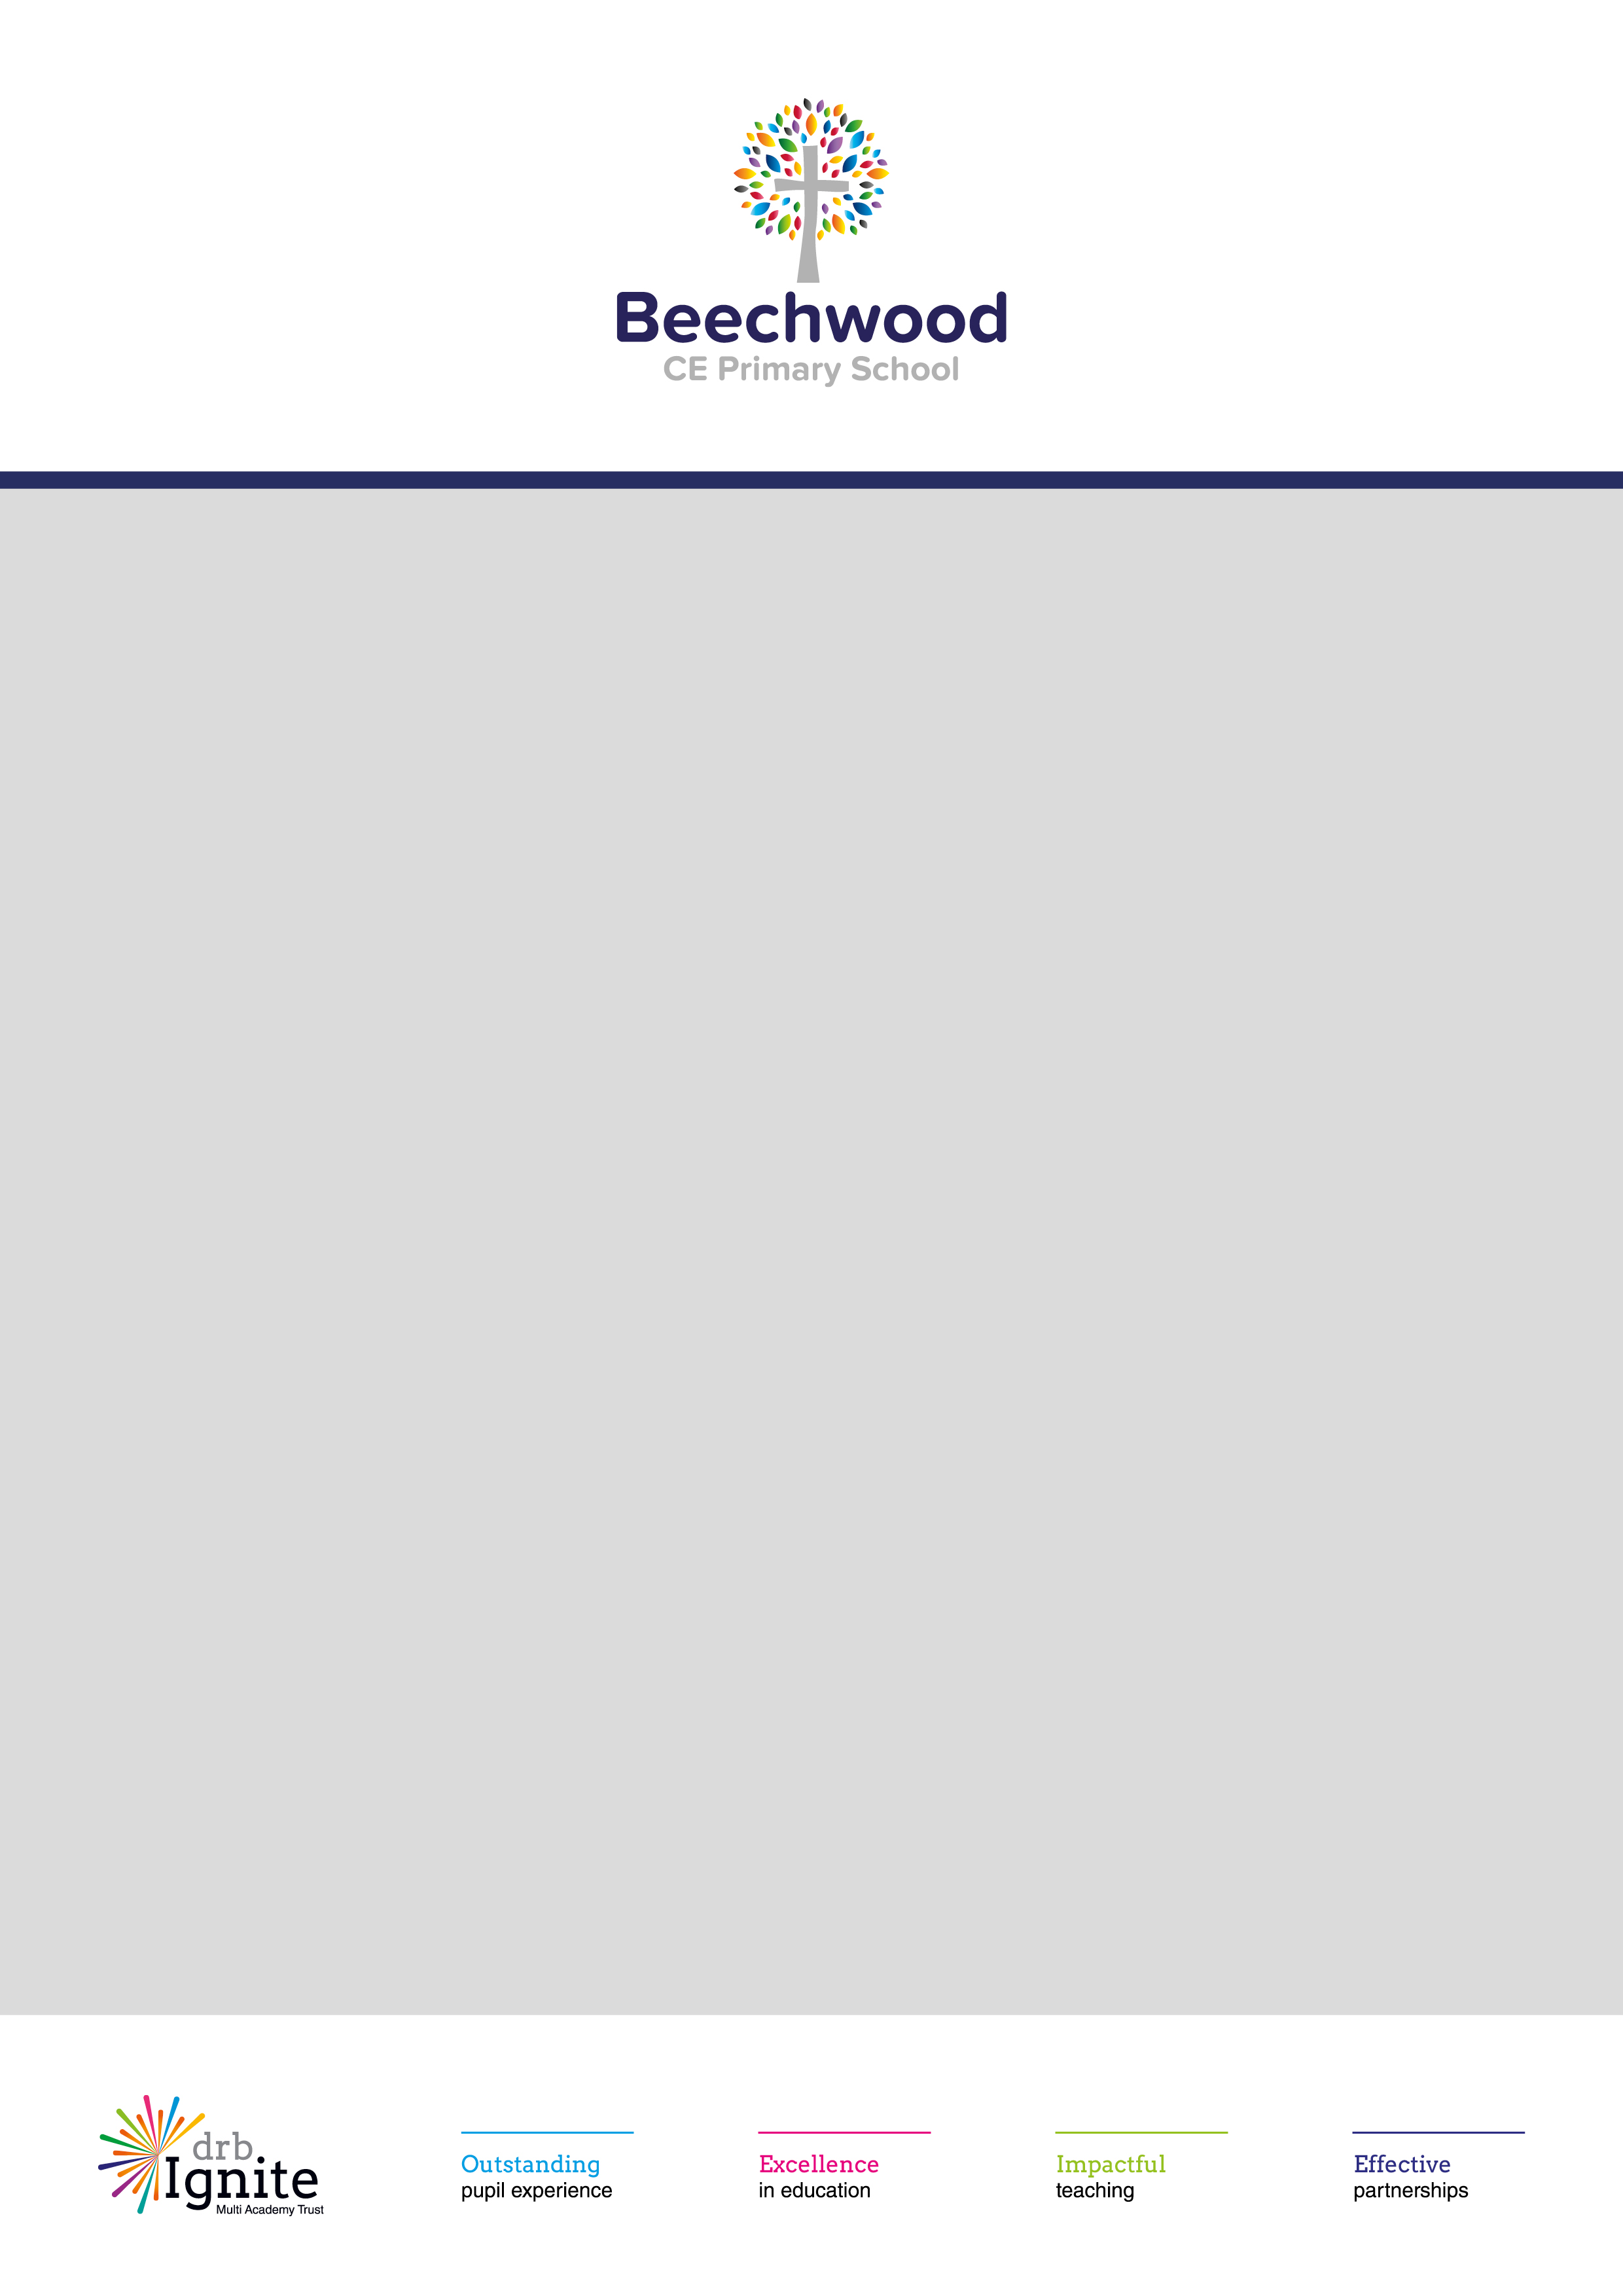 Beechwood
CE Primary School
drb
Ignite
Multi Academy Trust
Outstanding
pupil experience
Excellence
in education
Impactful
teaching
Effective
partnerships